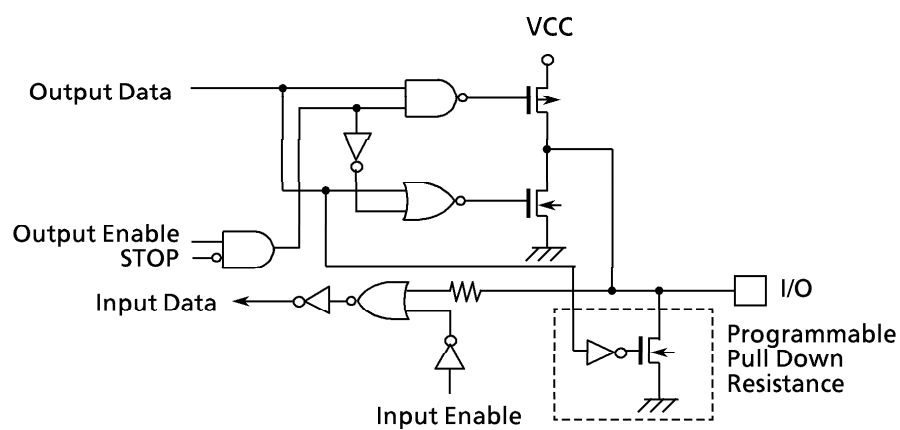 VCC
Output Data
Output Enable
STOP
Input Data
I/O
Programmable
Pull Down
Resistance
Input Enable